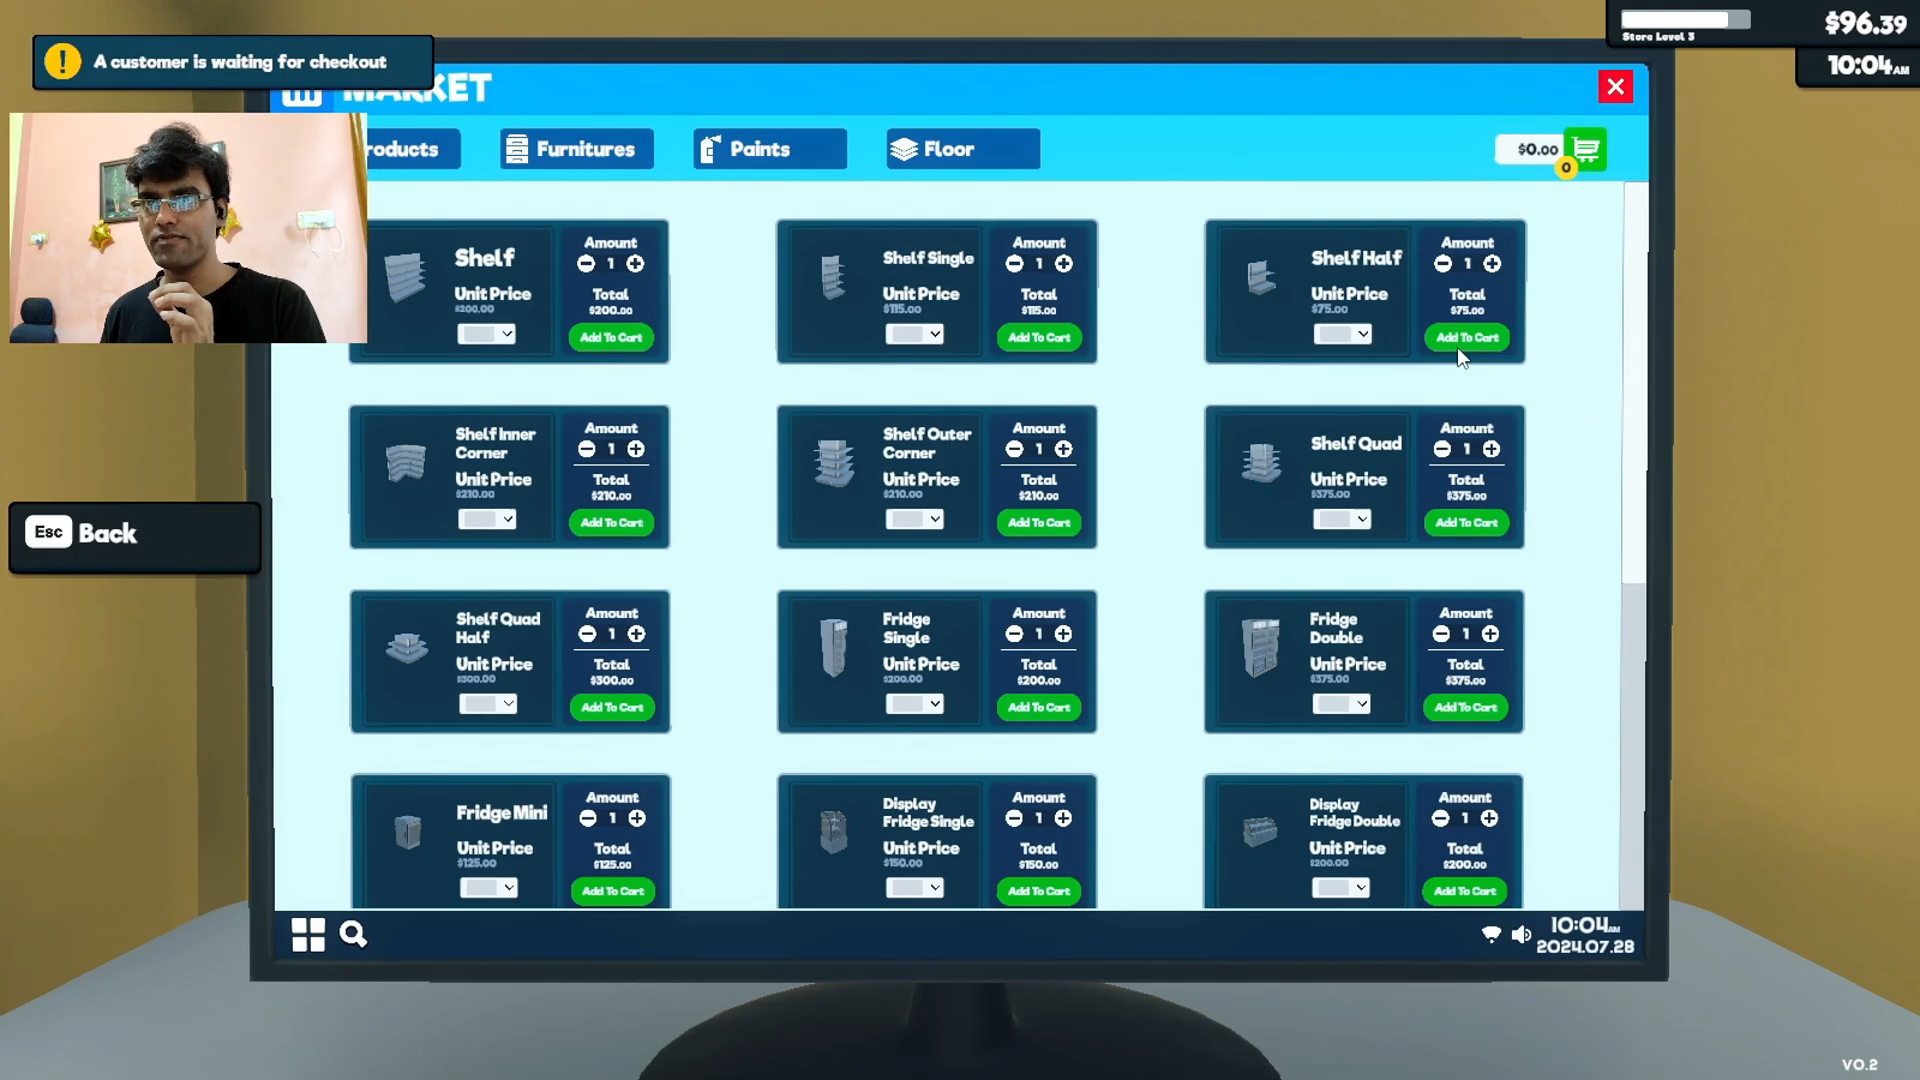 A customer is waiting for checkout
$96.39
Store Level 3
10:04AM
MARKET
roducts
Furnitures
Paints
Floor
$0.00
0
Shelf
Unit Price
$200.00
Amount
1
Total
$200.00
Add To Cart
Shelf Single
Unit Price
$115.00
Amount
1
Total
$115.00
Add To Cart
Shelf Half
Unit Price
$75.00
Amount
1
Total
$75.00
Add To Cart
Shelf Inner
Corner
Unit Price
$210.00
Amount
1
Total
$210.00
Add To Cart
Shelf Outer
Corner
Unit Price
$210.00
Amount
1
Total
$210.00
Add To Cart
Shelf Quad
Unit Price
$375.00
Amount
1
Total
$375.00
Add To Cart
Esc Back
Shelf Quad
Half
Unit Price
$300.00
Amount
1
Total
$300.00
Add To Cart
Fridge
Single
Unit Price
$200.00
Amount
1
Total
$200.00
Add To Cart
Fridge
Double
Unit Price
$375.00
Amount
1
Total
$375.00
Add To Cart
Fridge Mini
Unit Price
$125.00
Amount
1
Total
$125.00
Add To Cart
Display
Fridge Single
Unit Price
$150.00
Amount
1
Total
$150.00
Add To Cart
Display
Fridge Double
Unit Price
$200.00
Amount
1
Total
$200.00
Add To Cart
10:04AM
2024.07.28
V0.2